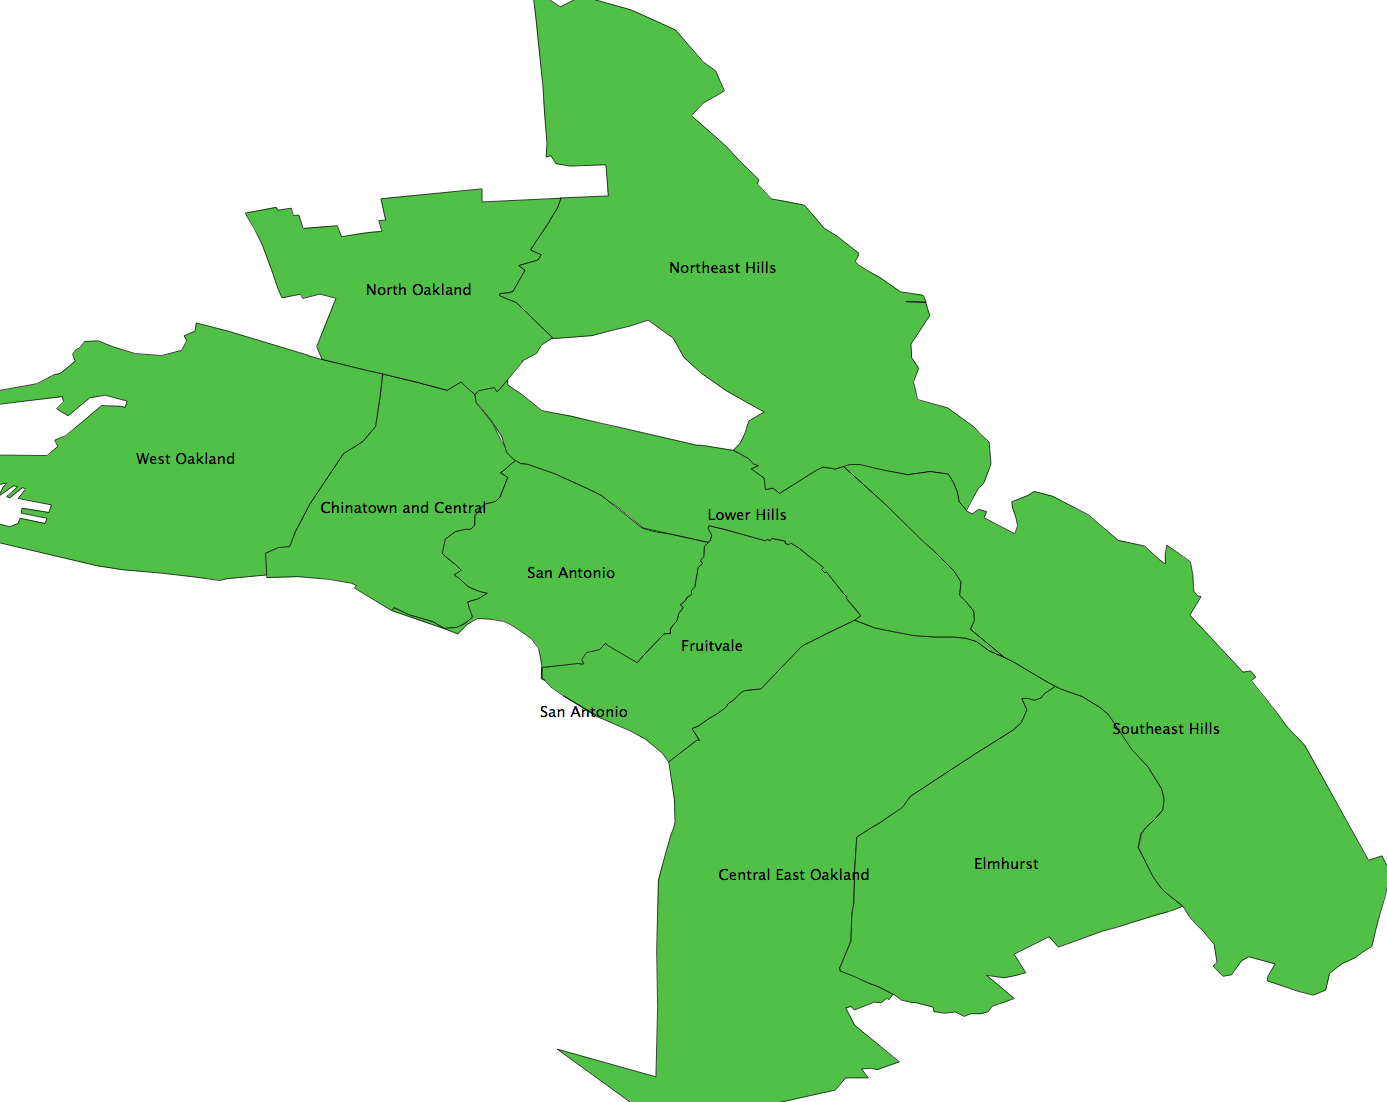 Northeast Hills
North Oakland
West Oakland
Chinatown and Central
Lower Hills
San Antonio
Fruitvale
San Antonio
Southeast Hills
Elmhurst
Central East Oakland